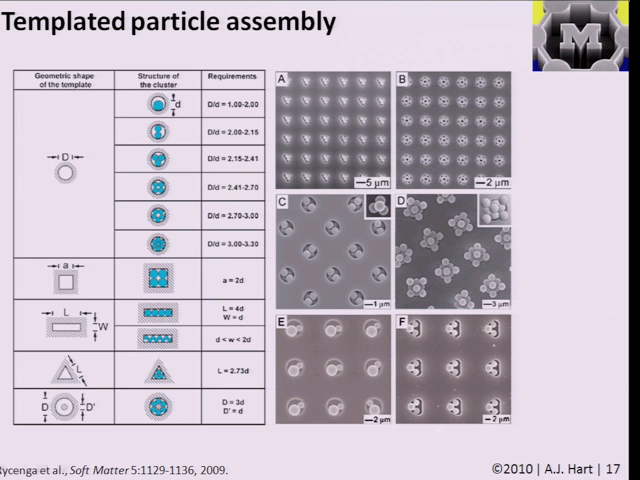 Templated particle assembly
M
Geometric shape
of the template
Structure of
the cluster
Requirements
D
d
D/d = 1.00-2.00
D/d = 2.00-2.15
D/d = 2.15-2.41
D/d = 2.41-2.70
D/d = 2.70-3.00
D/d = 3.00-3.30
a
a = 2d
L
W
L = 4d
W = d
d < w < 2d
L
L = 2.73d
D
D'
D = 3d
D' = d
A
5 µm
B
2 µm
C
1 µm
D
3 µm
E
2 µm
F
2 µm
Rycenga et al., Soft Matter 5:1129-1136, 2009.
©2010 | A.J. Hart | 17